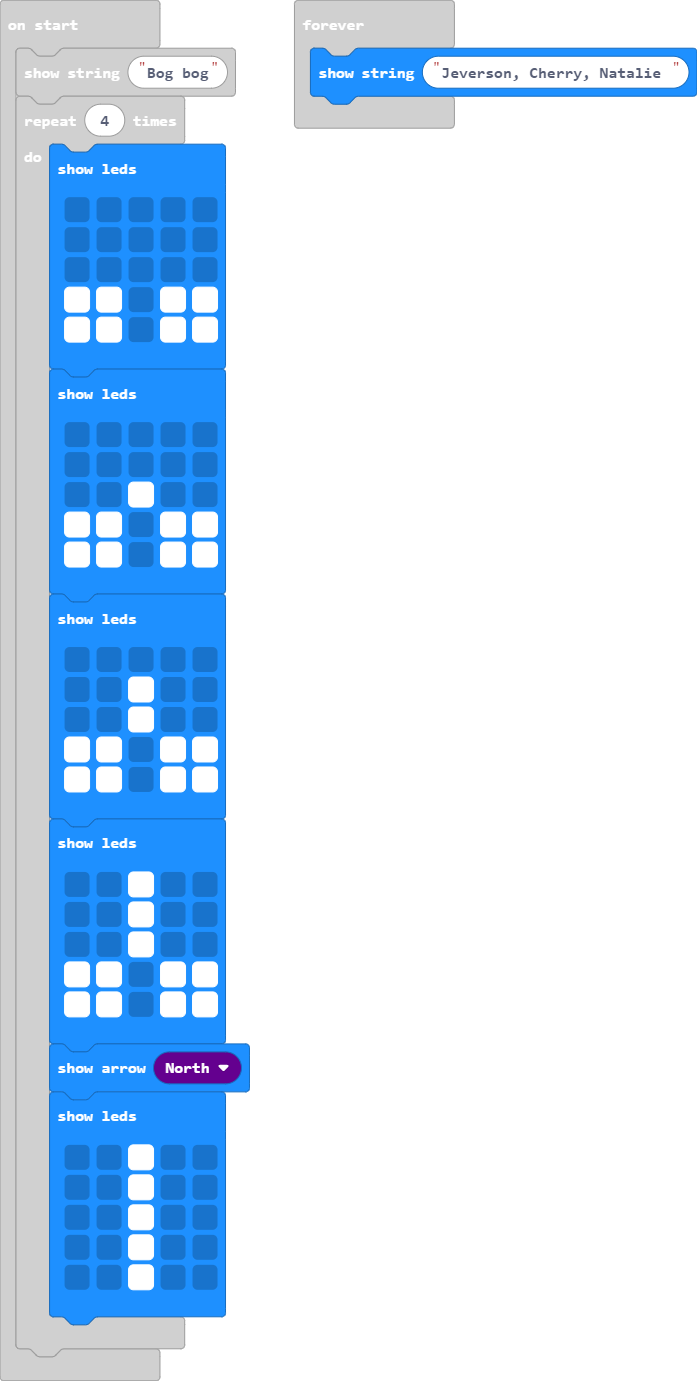 on start
show string "Bog bog"
repeat 4 times
do
show leds
show leds
show leds
show leds
show arrow North
show leds
forever
show string "Jeverson, Cherry, Natalie "